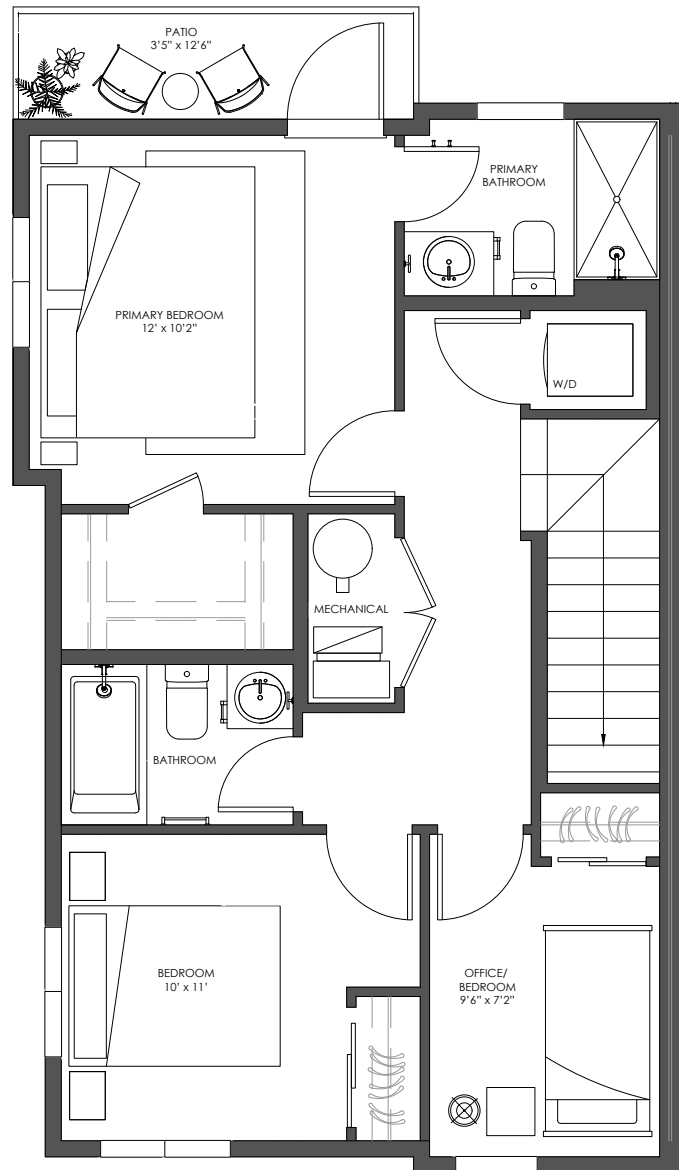 PATIO
3'5" x 12'6"
PRIMARY
BATHROOM
PRIMARY BEDROOM
12' x 10'2"
W/D
MECHANICAL
BATHROOM
BEDROOM
10' x 11'
OFFICE/
BEDROOM
9'6" x 7'2"